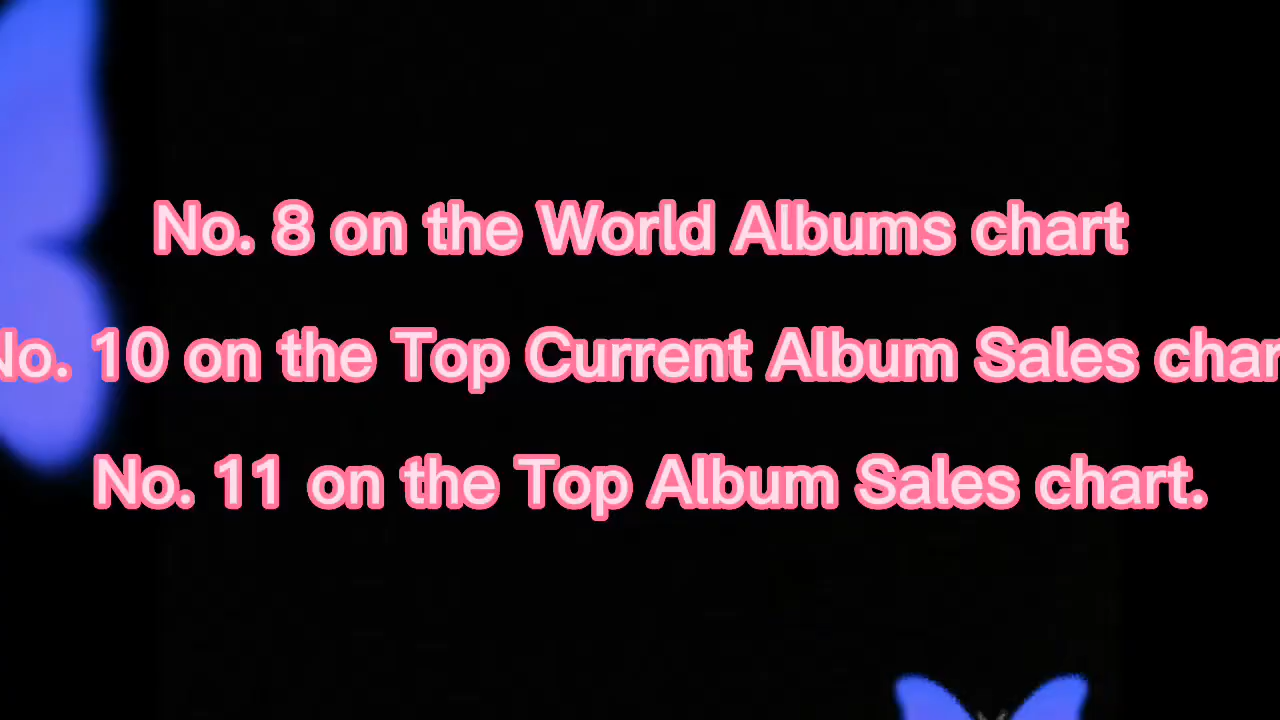 No. 8 on the World Albums chart
No. 10 on the Top Current Album Sales char
No. 11 on the Top Album Sales chart.